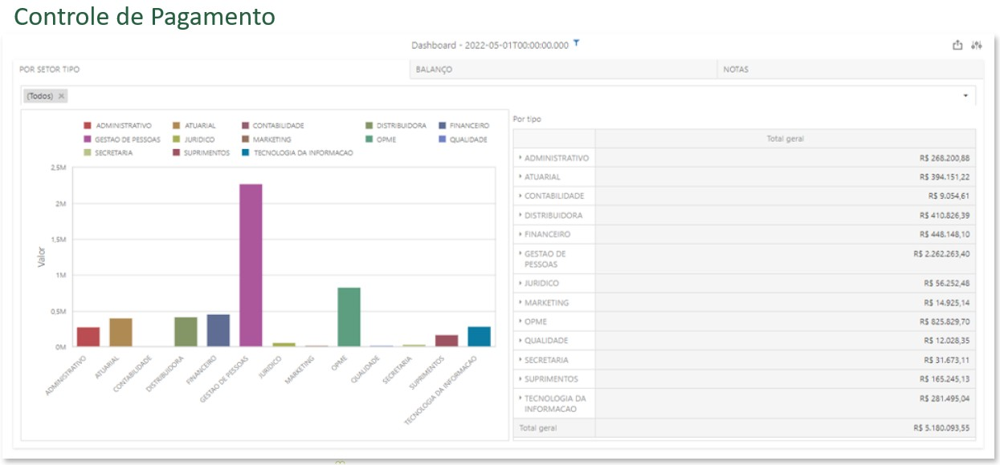 Controle de Pagamento
Dashboard - 2022-05-01T00:00:00.000
POR SETOR TIPO
BALANÇO
NOTAS
(Todos) ×
ADMINISTRATIVO
ATUARIAL
CONTABILIDADE
DISTRIBUIDORA
FINANCEIRO
GESTAO DE PESSOAS
JURIDICO
MARKETING
OPME
QUALIDADE
SECRETARIA
SUPRIMENTOS
TECNOLOGIA DA INFORMACAO
Valor
2,5M
2M
1,5M
1M
0,5M
0M
ADMINISTRATIVO
ATUARIAL
CONTABILIDADE
DISTRIBUIDORA
FINANCEIRO
GESTAO DE PESSOAS
JURIDICO
MARKETING
OPME
QUALIDADE
SECRETARIA
SUPRIMENTOS
TECNOLOGIA DA INFORMACAO
Por tipo
Total geral
ADMINISTRATIVO R$ 268.200,88
ATUARIAL R$ 394.151,22
CONTABILIDADE R$ 9.054,61
DISTRIBUIDORA R$ 410.826,39
FINANCEIRO R$ 448.148,10
GESTAO DE R$ 2.262.263,40
PESSOAS
JURIDICO R$ 56.252,48
MARKETING R$ 14.925,14
OPME R$ 825.829,70
QUALIDADE R$ 12.028,35
SECRETARIA R$ 31.673,11
SUPRIMENTOS R$ 165.245,13
TECNOLOGIA DA R$ 281.495,04
INFORMACAO
Total geral R$ 5.180.093,55